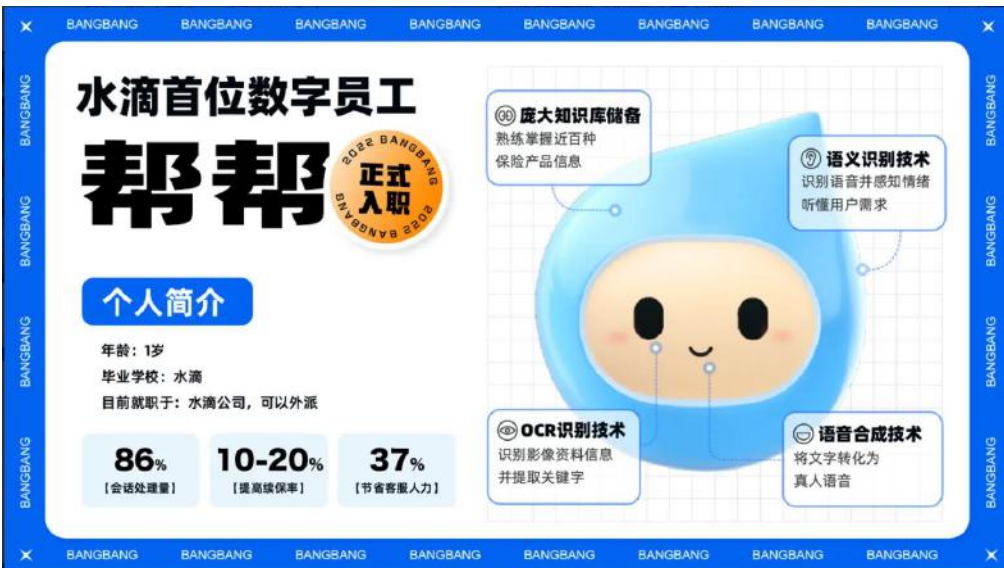 BANGBANG BANGBANG BANGBANG BANGBANG BANGBANG BANGBANG BANGBANG BANGBANG
水滴首位数字员工
帮帮
2022 BANGBANG
正式
入职
2022 BANGBANG
个人简介
年龄：1岁
毕业学校：水滴
目前就职于：水滴公司，可以外派
86%
【会话处理量】
10-20%
【提高续保率】
37%
【节省客服人力】
庞大知识库储备
熟练掌握近百种
保险产品信息
语义识别技术
识别语音并感知情绪
听懂用户需求
OCR识别技术
识别影像资料信息
并提取关键字
语音合成技术
将文字转化为
真人语音
BANGBANG
BANGBANG
BANGBANG
BANGBANG
BANGBANG
BANGBANG
BANGBANG
BANGBANG
BANGBANG BANGBANG BANGBANG BANGBANG BANGBANG BANGBANG BANGBANG BANGBANG